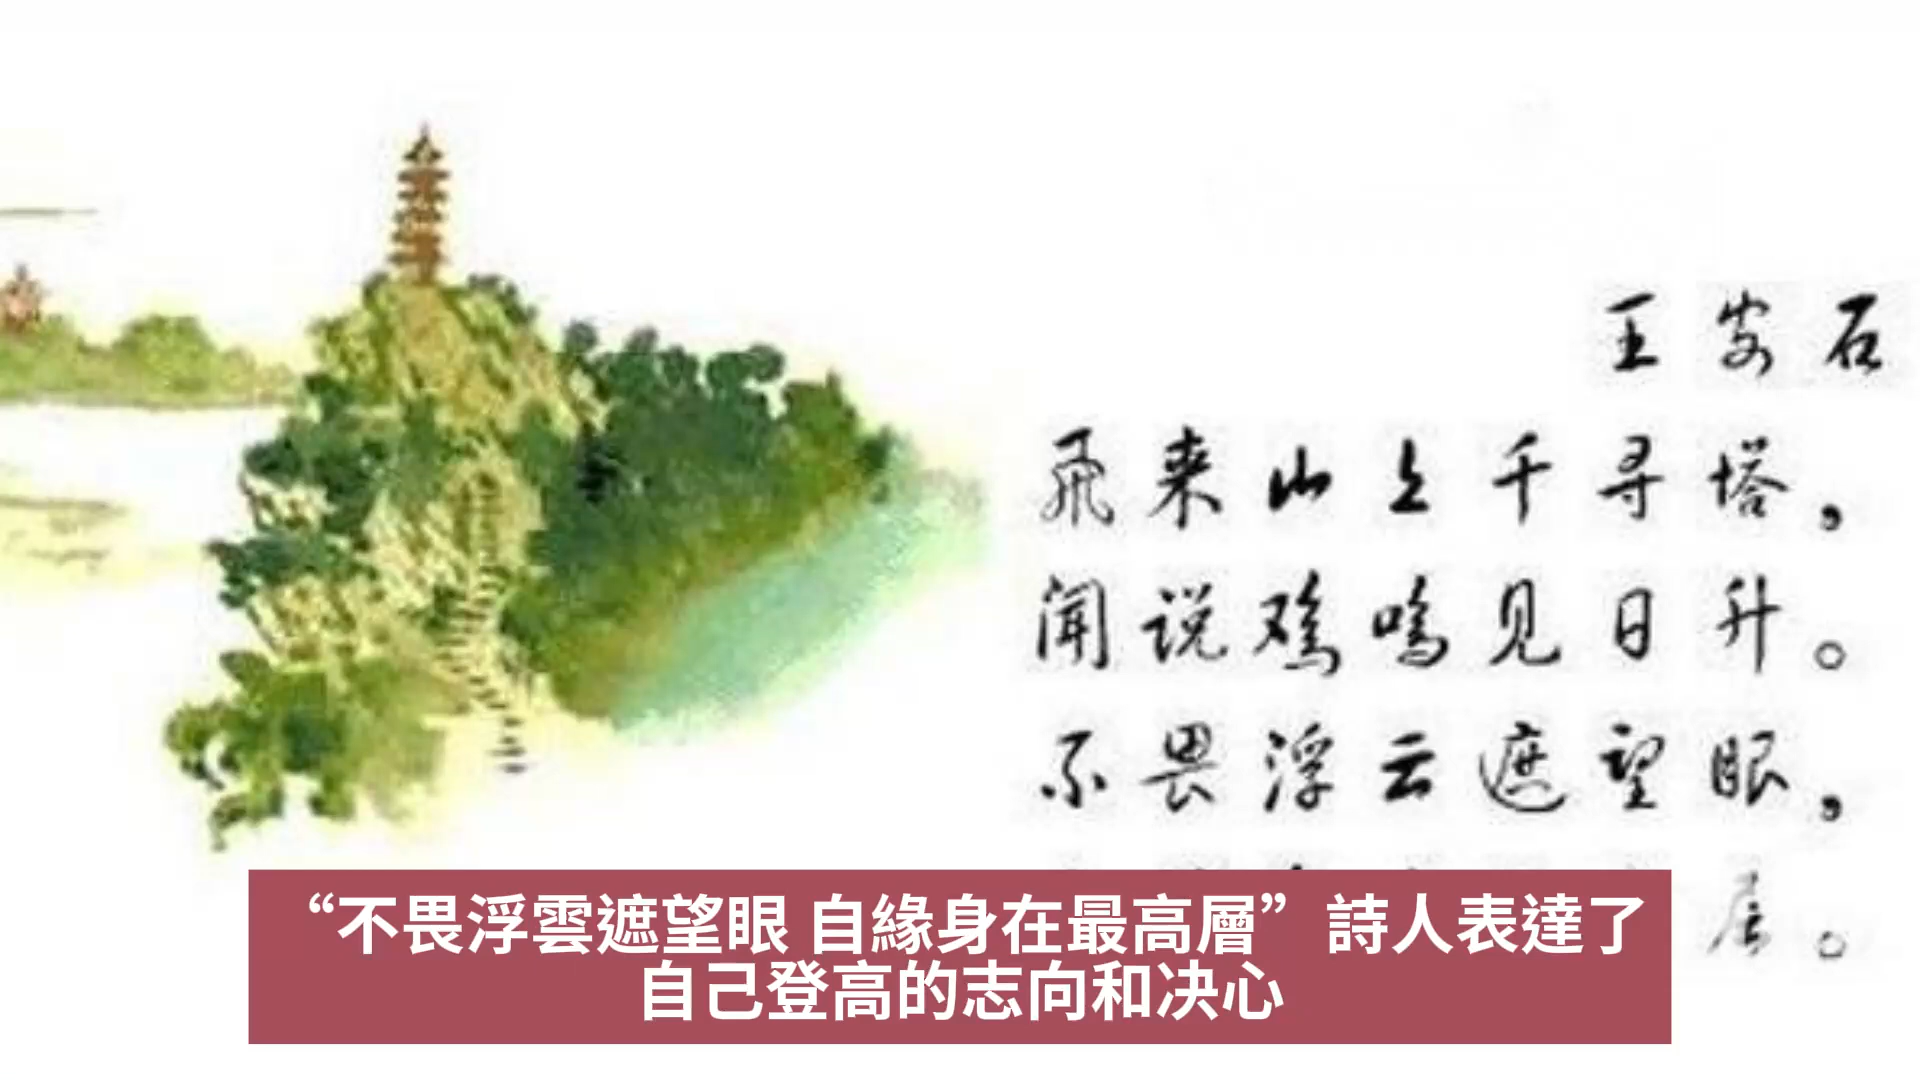 王安石
飛来山上千寻塔，
闻说鸡鸣见日升。
不畏浮云遮望眼，
层。
“不畏浮雲遮望眼 自緣身在最高層”詩人表達了
自己登高的志向和决心